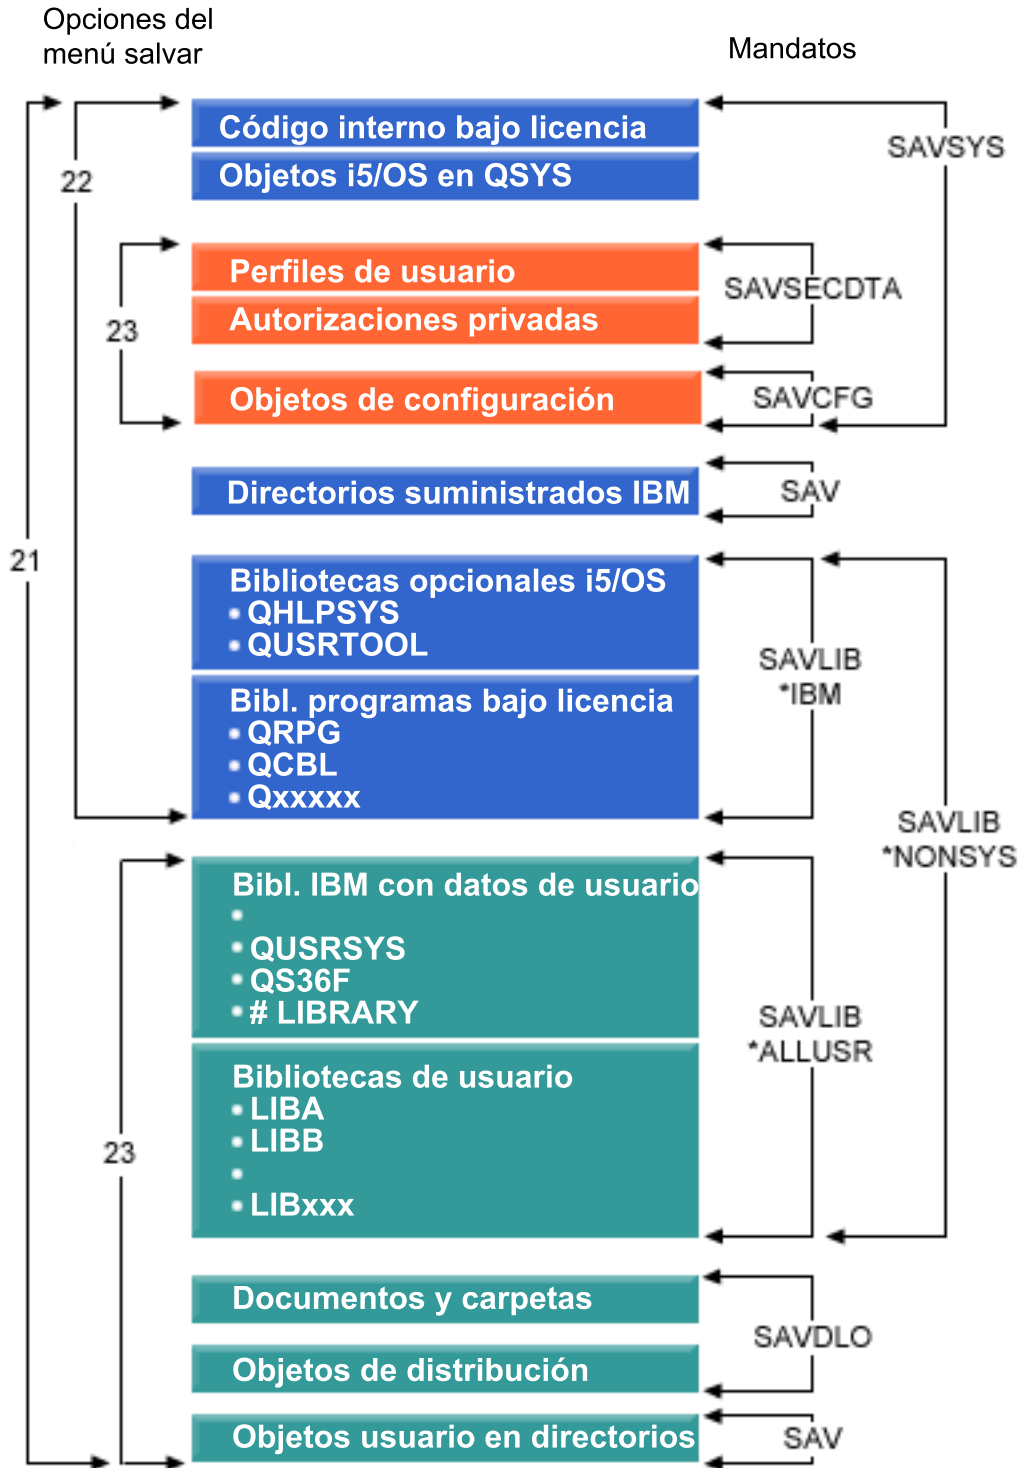 Opciones del
menú salvar
Mandatos
Código interno bajo licencia
SAVSYS
Objetos i5/OS en QSYS
22
Perfiles de usuario
SAVSECDTA
Autorizaciones privadas
23
Objetos de configuración
SAVCFG
Directorios suministrados IBM
SAV
21
Bibliotecas opcionales i5/OS
• QHLPSYS
• QUSRTOOL
SAVLIB
*IBM
Bibl. programas bajo licencia
• QRPG
• QCBL
• Qxxxxx
SAVLIB
*NONSYS
Bibl. IBM con datos de usuario
•
• QUSRSYS
• QS36F
• # LIBRARY
SAVLIB
*ALLUSR
Bibliotecas de usuario
• LIBA
• LIBB
•
• LIBxxx
23
Documentos y carpetas
SAVDLO
Objetos de distribución
Objetos usuario en directorios
SAV